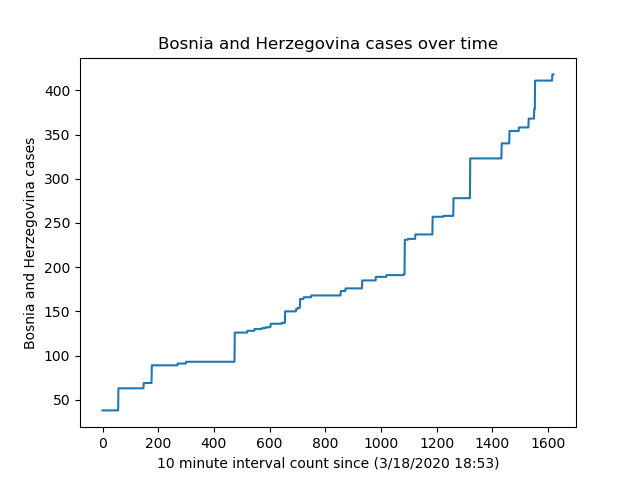 Bosnia and Herzegovina cases over time
400
350
300
250
200
150
100
50
Bosnia and Herzegovina cases
0 200 400 600 800 1000 1200 1400 1600
10 minute interval count since (3/18/2020 18:53)